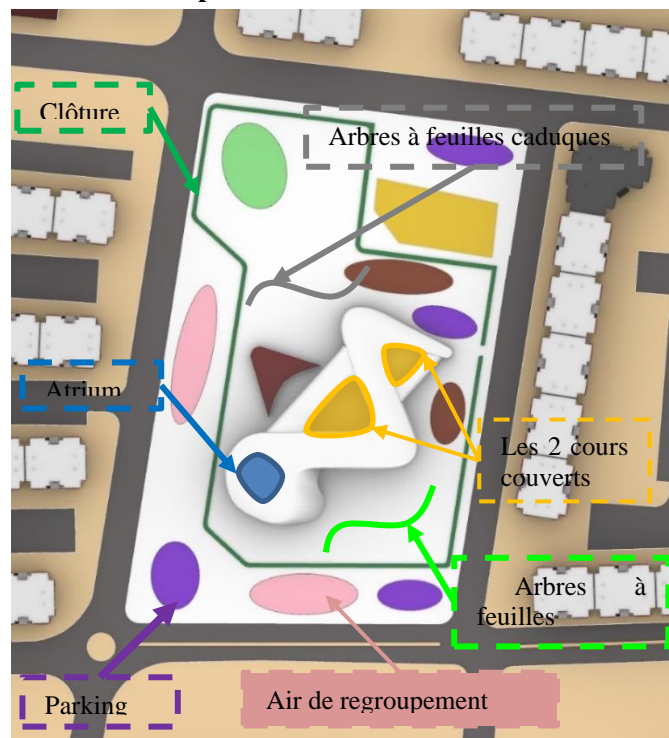 Clôture
Arbres à feuilles caduques
Atrium
Les 2 cours
couverts
Arbres à
feuilles
Parking
Air de regroupement